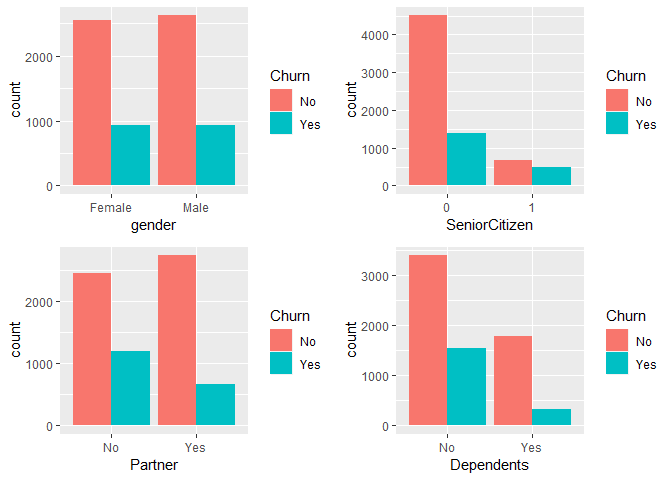 2000
1000
0
count
Female
Male
gender
Churn
No
Yes
4000
3000
2000
1000
0
count
0
1
SeniorCitizen
Churn
No
Yes
2000
1000
0
count
No
Yes
Partner
Churn
No
Yes
3000
2000
1000
0
count
No
Yes
Dependents
Churn
No
Yes